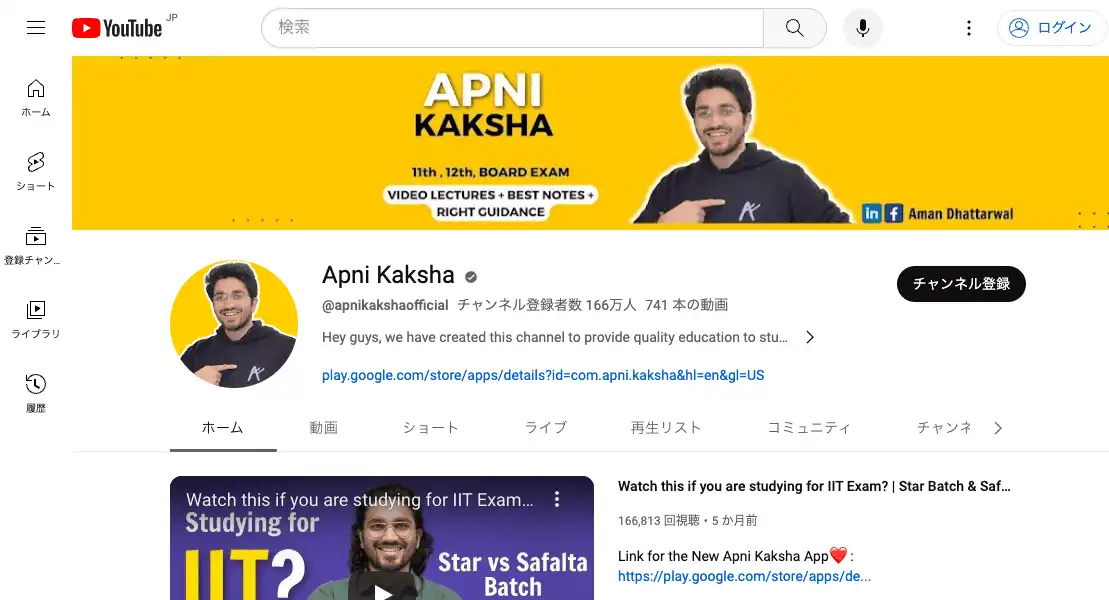 YouTube JP
検索
ログイン
ホーム
ショート
登録チャン…
ライブラリ
履歴
APNI
KAKSHA
11th , 12th, BOARD EXAM
VIDEO LECTURES + BEST NOTES +
RIGHT GUIDANCE
in f Aman Dhattarwal
Apni Kaksha
@apnikakshaofficial チャンネル登録者数 166万人 741 本の動画
Hey guys, we have created this channel to provide quality education to stu…
play.google.com/store/apps/details?id=com.apni.kaksha&hl=en&gl=US
チャンネル登録
ホーム 動画 ショート ライブ 再生リスト コミュニティ チャンネ
Watch this if you are studying for IIT Exam…
Studying for
IIT?
Star vs Safalta
Batch
Watch this if you are studying for IIT Exam? | Star Batch & Saf…
166,813 回視聴・5 か月前
Link for the New Apni Kaksha App❤️ :
https://play.google.com/store/apps/de...